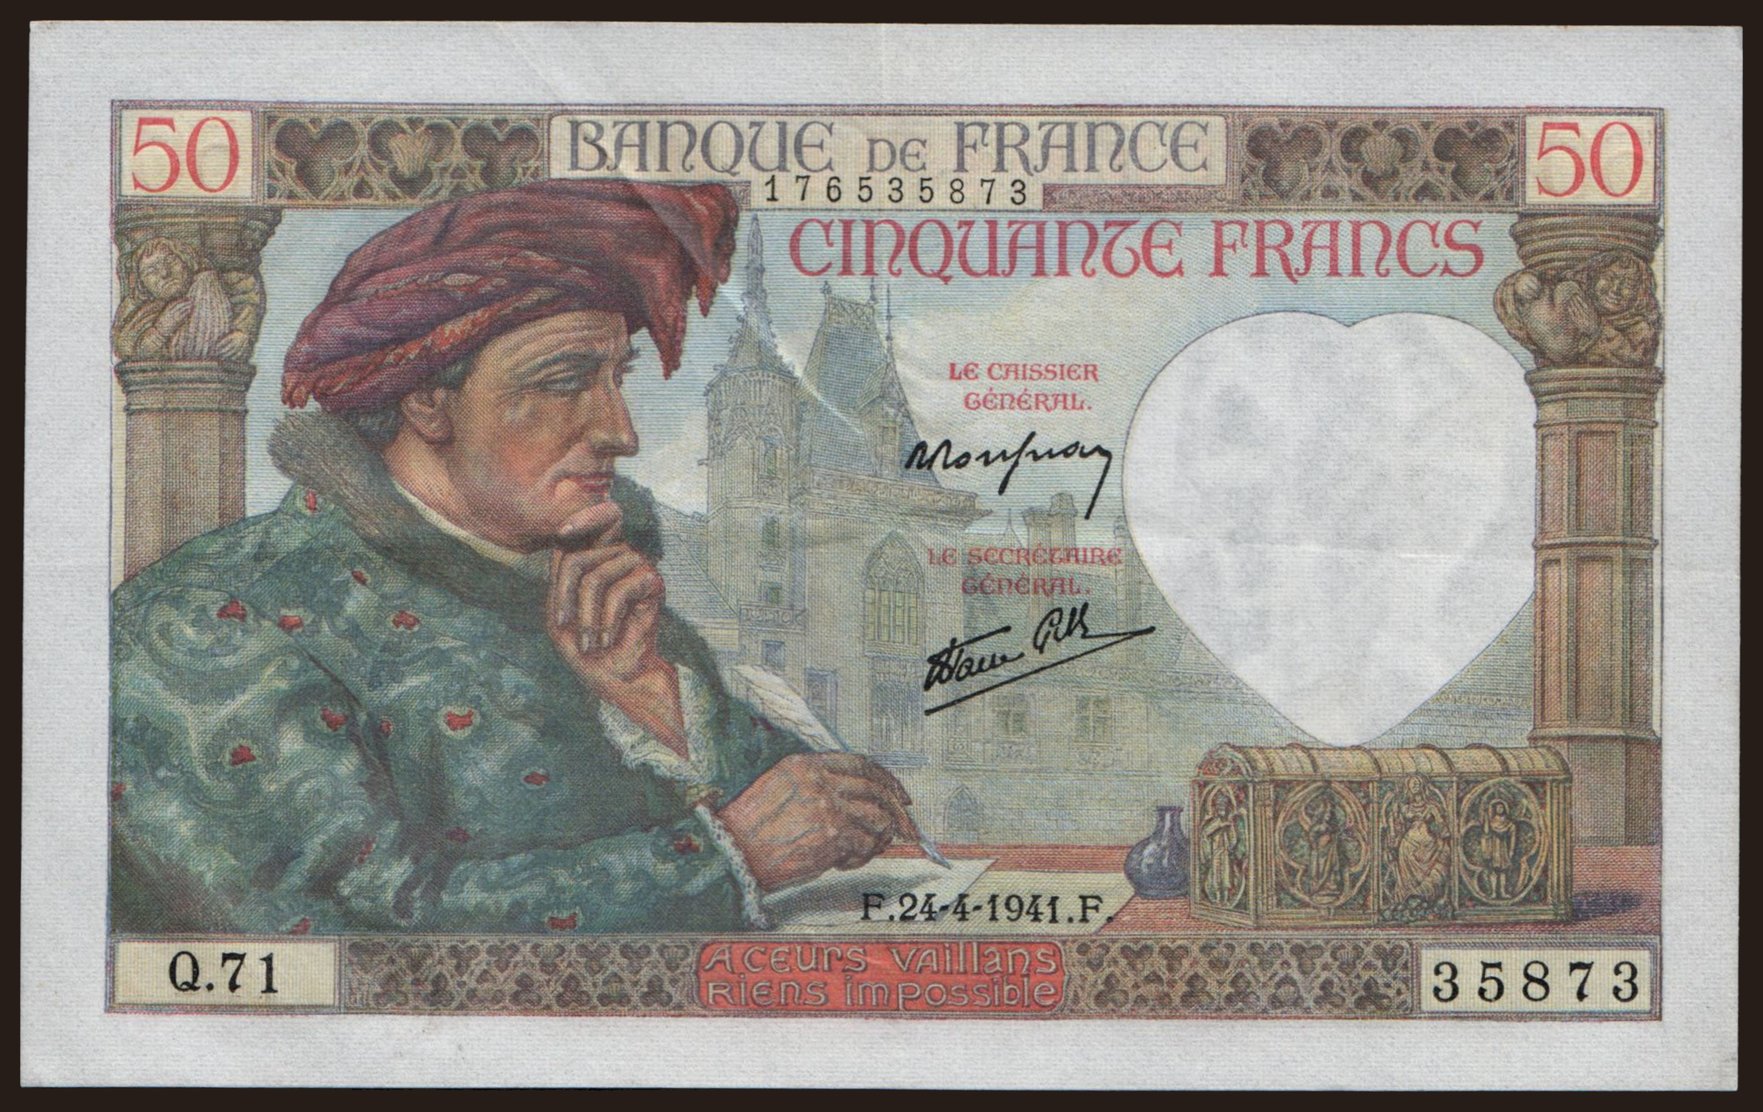 50 BANQUE DE FRANCE 50
176535873
CINQUANTE FRANCS
LE CAISSIER
GÉNÉRAL.
LE SECRÉTAIRE
GÉNÉRAL.
F.24-4-1941.F.
Q.71
A CŒURS VAILLANS
RIENS IMPOSSIBLE
35873